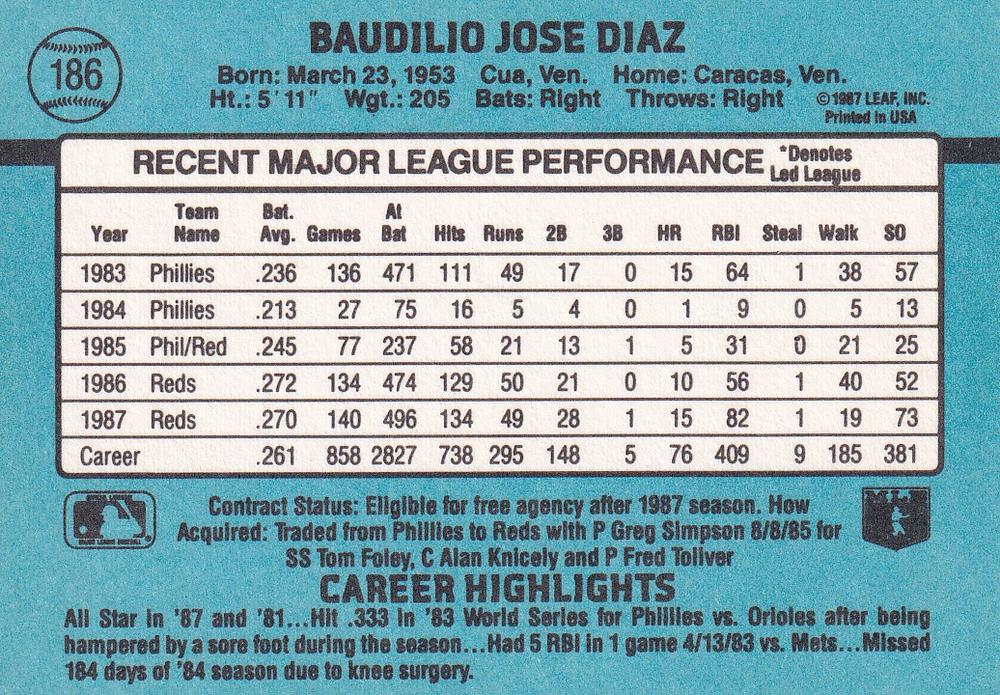 186
BAUDILIO JOSE DIAZ
Born: March 23, 1953 Cua, Ven. Home: Caracas, Ven.
Ht.: 5' 11" Wgt.: 205 Bats: Right Throws: Right
©1987 LEAF, INC.
Printed in USA
RECENT MAJOR LEAGUE PERFORMANCE *Denotes Led League
Year Team Name Bat. Avg. Games At Bat Hits Runs 2B 3B HR RBI Steal Walk SO
1983 Phillies .236 136 471 111 49 17 0 15 64 1 38 57
1984 Phillies .213 27 75 16 5 4 0 1 9 0 5 13
1985 Phil/Red .245 77 237 58 21 13 1 5 31 0 21 25
1986 Reds .272 134 474 129 50 21 0 10 56 1 40 52
1987 Reds .270 140 496 134 49 28 1 15 82 1 19 73
Career .261 858 2827 738 295 148 5 76 409 9 185 381
Contract Status: Eligible for free agency after 1987 season. How
Acquired: Traded from Phillies to Reds with P Greg Simpson 8/8/85 for
SS Tom Foley, C Alan Knicely and P Fred Toliver
MLB
CAREER HIGHLIGHTS
All Star in '87 and '81...Hit .333 in '83 World Series for Phillies vs. Orioles after being
hampered by a sore foot during the season...Had 5 RBI in 1 game 4/13/83 vs. Mets...Missed
184 days of '84 season due to knee surgery.